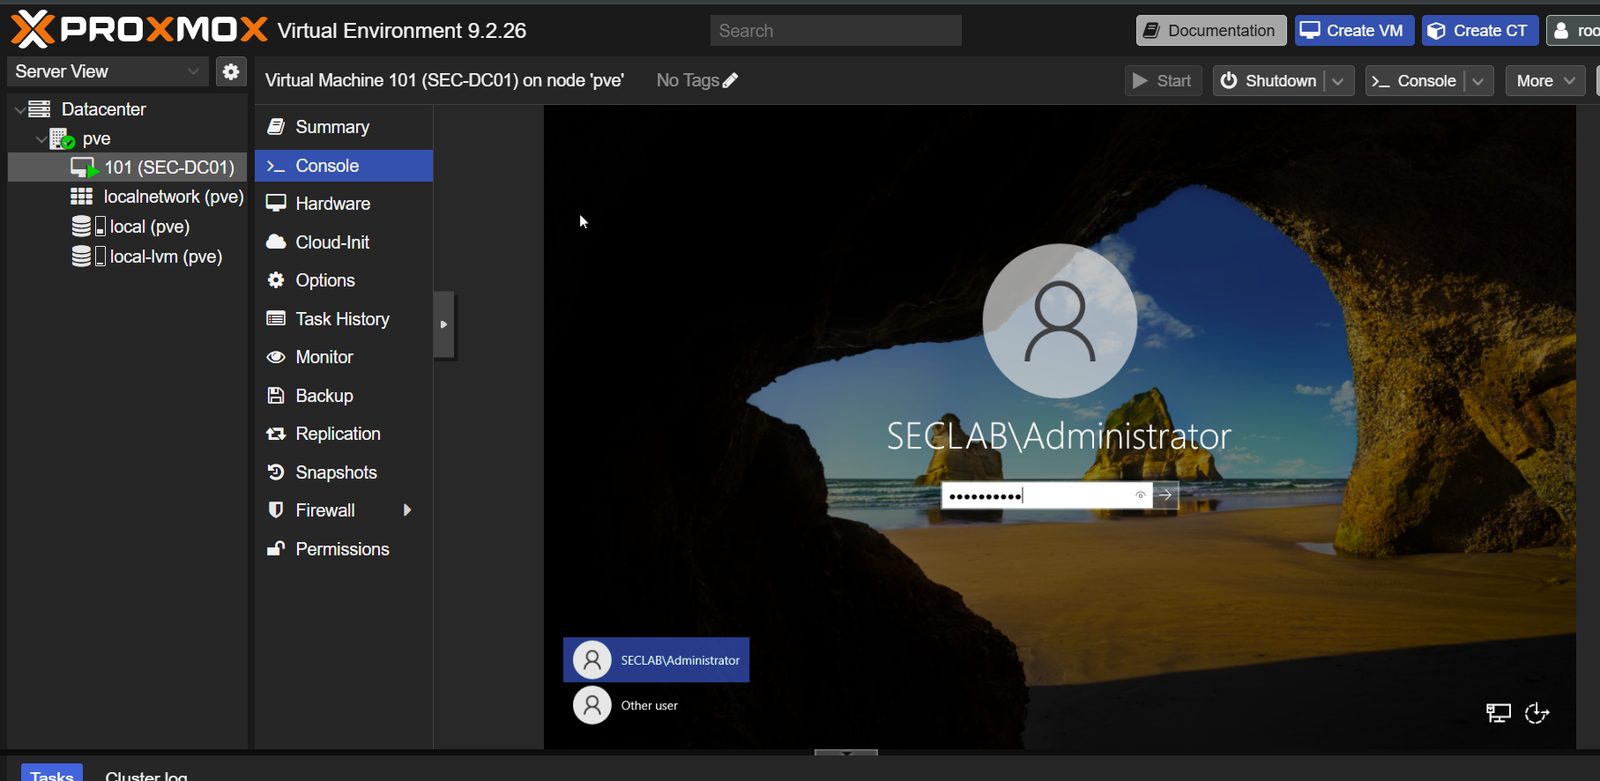 PROXMOX Virtual Environment 9.2.26
Search
Documentation
Create VM
Create CT
Server View
Virtual Machine 101 (SEC-DC01) on node 'pve'
No Tags
Start
Shutdown
Console
More
Datacenter
pve
101 (SEC-DC01)
localnetwork (pve)
local (pve)
local-lvm (pve)
Summary
Console
Hardware
Cloud-Init
Options
Task History
Monitor
Backup
Replication
Snapshots
Firewall
Permissions
SECLAB\Administrator
SECLAB\Administrator
Other user
Tasks
Cluster log